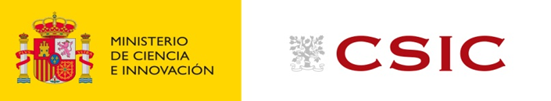 MINISTERIO
DE CIENCIA
E INNOVACIÓN
CSIC